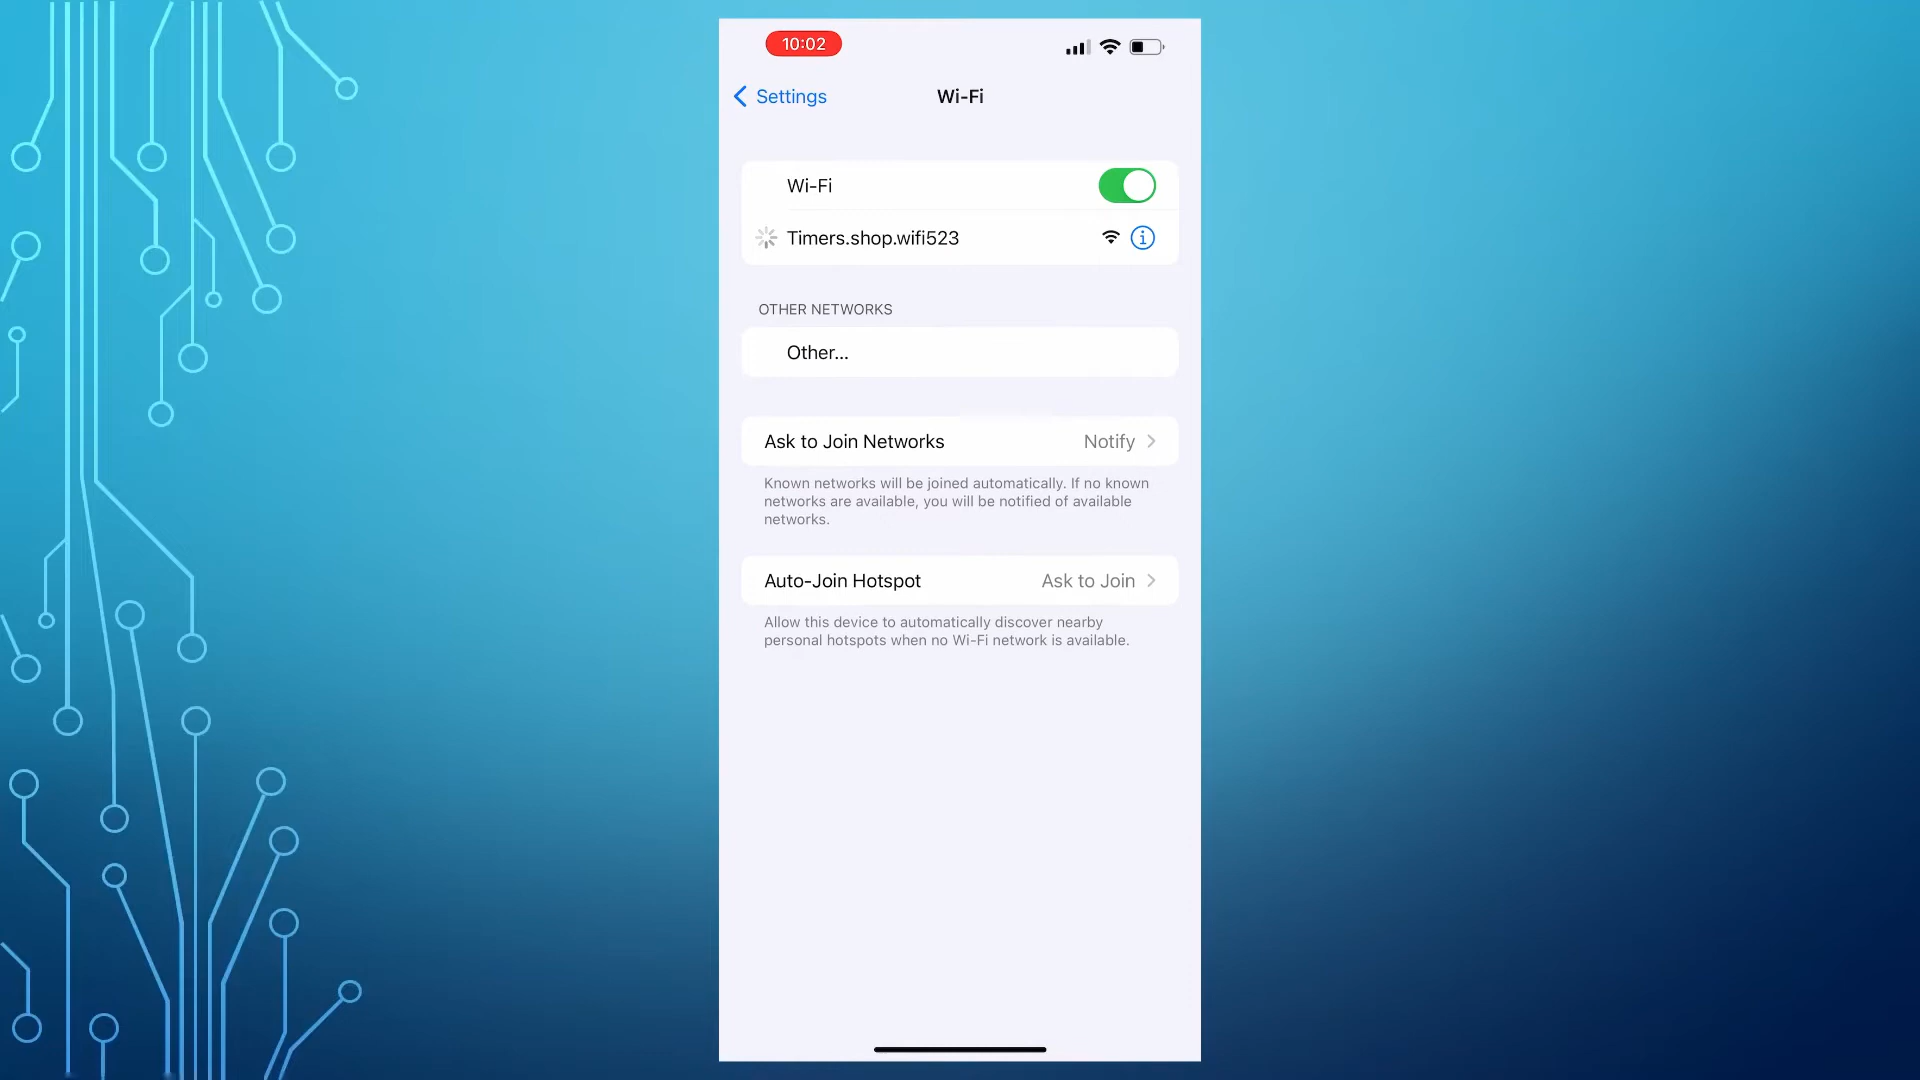 10:02
Settings
Wi-Fi
Wi-Fi
Timers.shop.wifi523
OTHER NETWORKS
Other...
Ask to Join Networks Notify
Known networks will be joined automatically. If no known
networks are available, you will be notified of available
networks.
Auto-Join Hotspot Ask to Join
Allow this device to automatically discover nearby
personal hotspots when no Wi-Fi network is available.